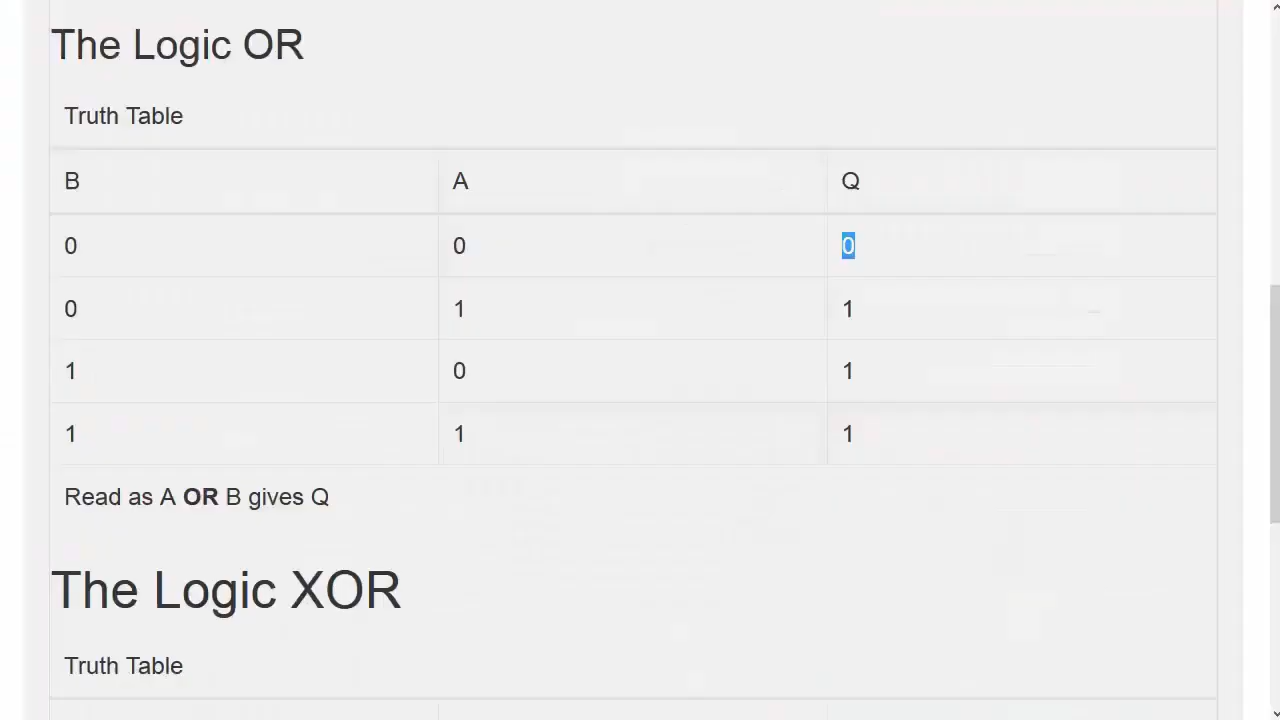 The Logic OR
Truth Table
B A Q
0 0 0
0 1 1
1 0 1
1 1 1
Read as A OR B gives Q
The Logic XOR
Truth Table